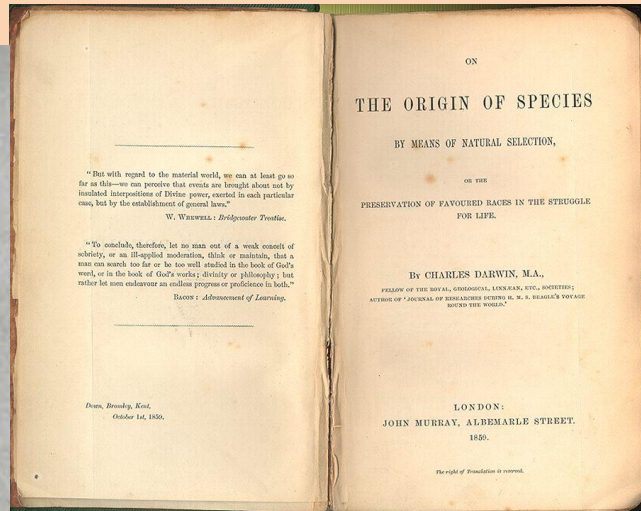 "But with regard to the material world, we can at least go so
far as this—we can perceive that events are brought about not by
insulated interpositions of Divine power, exerted in each particular
case, but by the establishment of general laws."
W. WHEWELL: Bridgewater Treatise.
"To conclude, therefore, let no man out of a weak conceit of
sobriety, or an ill-applied moderation, think or maintain, that a
man can search too far or be too well studied in the book of God's
word, or in the book of God's works; divinity or philosophy; but
rather let men endeavour an endless progress or proficience in both."
BACON: Advancement of Learning.
Down, Bromley, Kent,
October 1st, 1859.
ON
THE ORIGIN OF SPECIES
BY MEANS OF NATURAL SELECTION,
OR THE
PRESERVATION OF FAVOURED RACES IN THE STRUGGLE
FOR LIFE.
BY CHARLES DARWIN, M.A.,
FELLOW OF THE ROYAL, GEOLOGICAL, LINNÆAN, ETC., SOCIETIES;
AUTHOR OF 'JOURNAL OF RESEARCHES DURING H. M. S. BEAGLE'S VOYAGE
ROUND THE WORLD.'
LONDON:
JOHN MURRAY, ALBEMARLE STREET.
1859.
The right of Translation is reserved.